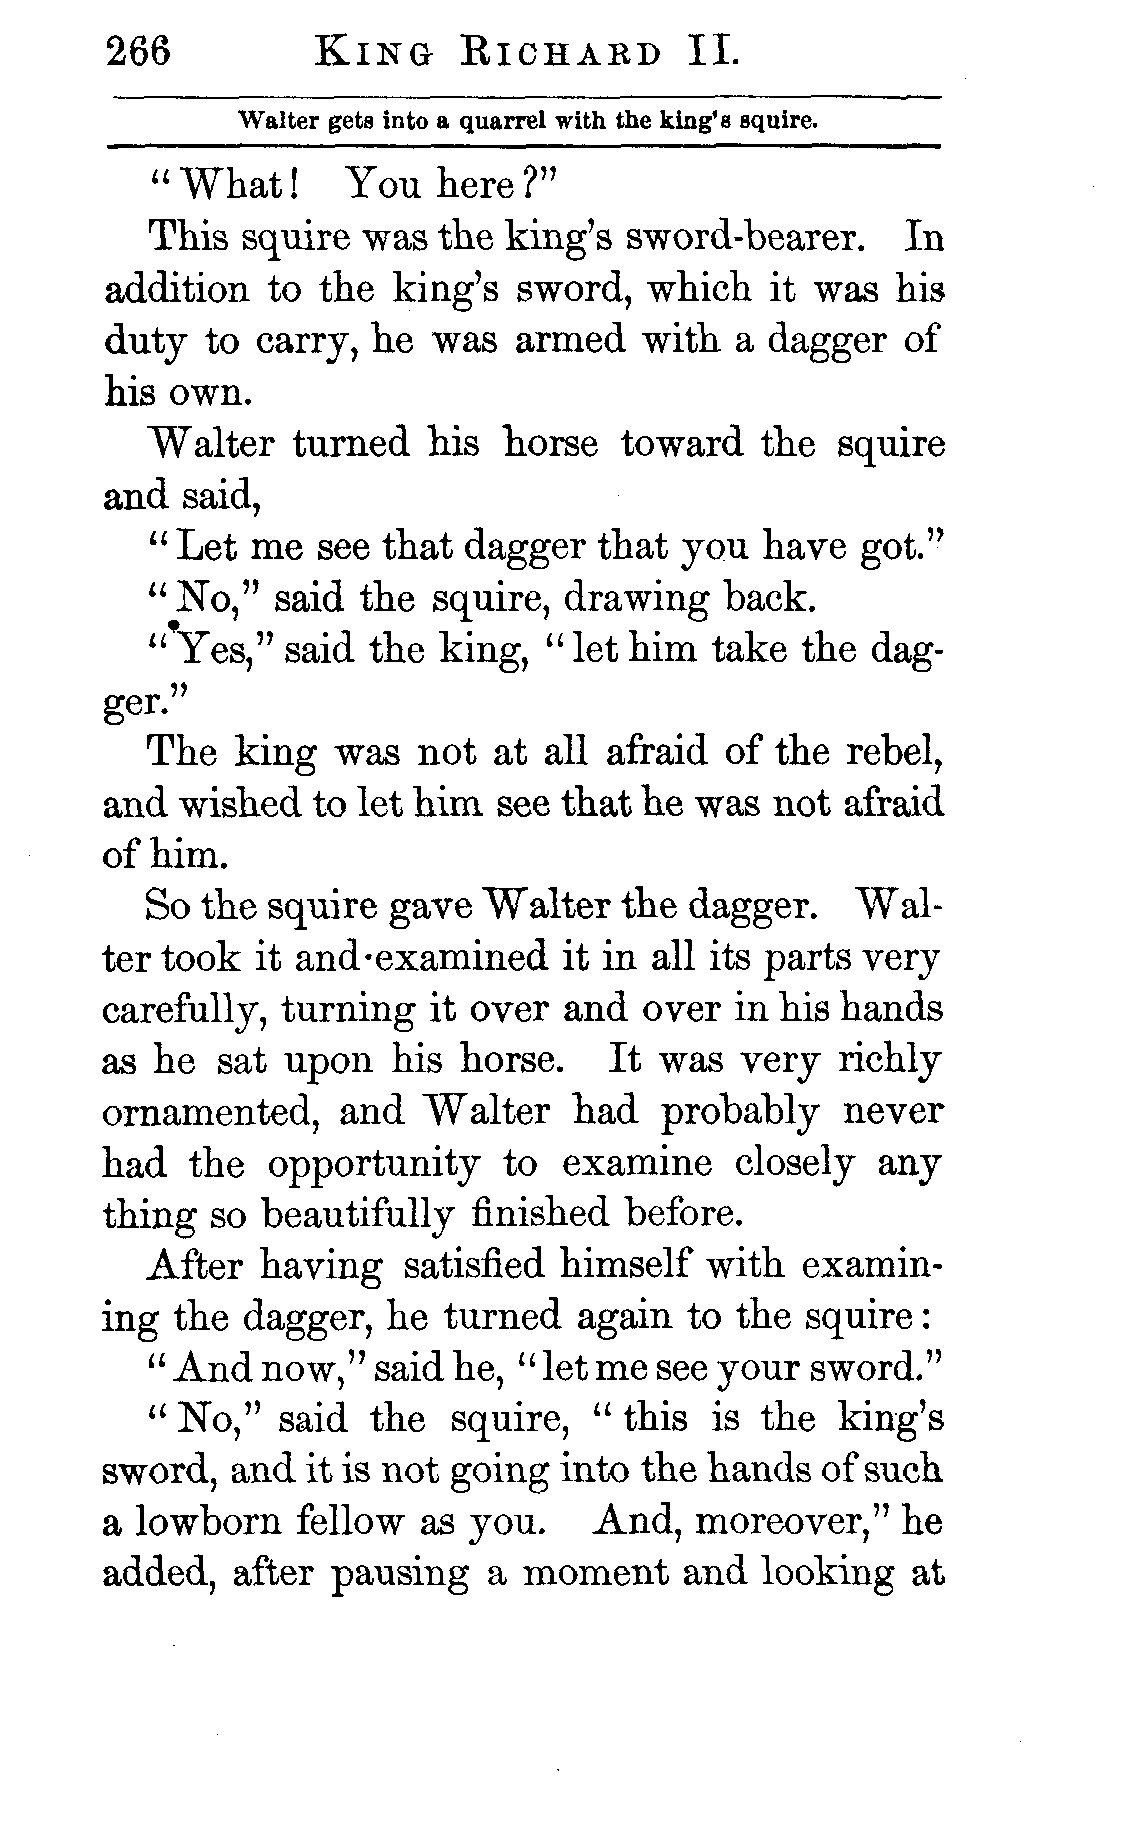 266 KING RICHARD II.
Walter gets into a quarrel with the king's squire.
"What! You here?"
This squire was the king's sword-bearer. In
addition to the king's sword, which it was his
duty to carry, he was armed with a dagger of
his own.
Walter turned his horse toward the squire
and said,
"Let me see that dagger that you have got."
"No," said the squire, drawing back.
"Yes," said the king, "let him take the dag-
ger."
The king was not at all afraid of the rebel,
and wished to let him see that he was not afraid
of him.
So the squire gave Walter the dagger. Wal-
ter took it and examined it in all its parts very
carefully, turning it over and over in his hands
as he sat upon his horse. It was very richly
ornamented, and Walter had probably never
had the opportunity to examine closely any
thing so beautifully finished before.
After having satisfied himself with examin-
ing the dagger, he turned again to the squire:
"And now," said he, "let me see your sword."
"No," said the squire, "this is the king's
sword, and it is not going into the hands of such
a lowborn fellow as you. And, moreover," he
added, after pausing a moment and looking at